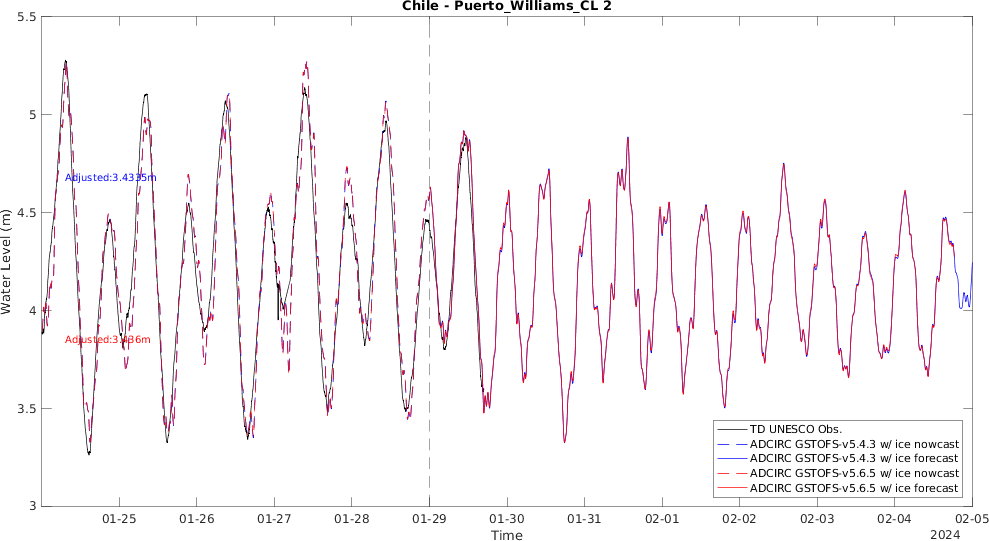 Chile - Puerto_Williams_CL 2
5.5
5
4.5
4
3.5
3
Water Level (m)
Adjusted:3.4335m
Adjusted:3.436m
TD UNESCO Obs.
ADCIRC GSTOFS-v5.4.3 w/ ice nowcast
ADCIRC GSTOFS-v5.4.3 w/ ice forecast
ADCIRC GSTOFS-v5.6.5 w/ ice nowcast
ADCIRC GSTOFS-v5.6.5 w/ ice forecast
01-25 01-26 01-27 01-28 01-29 01-30 01-31 02-01 02-02 02-03 02-04 02-05
Time
2024